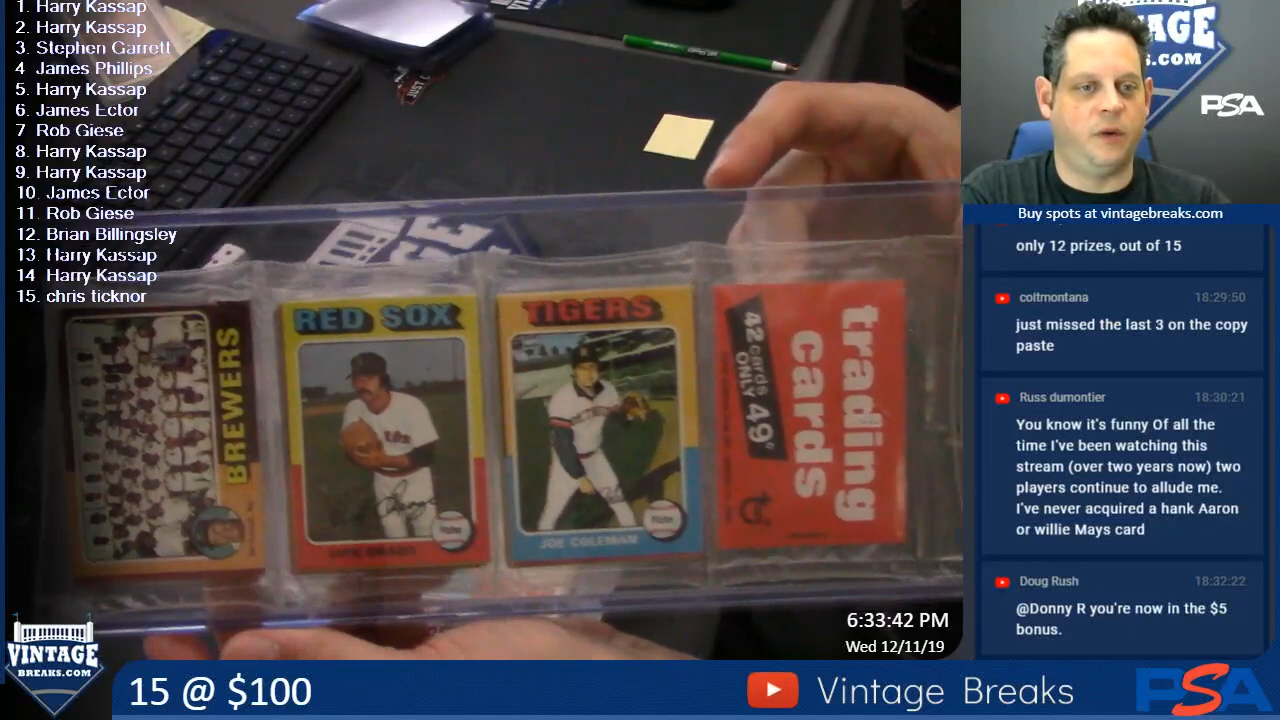 1. Harry Kassap
2. Harry Kassap
3. Stephen Garrett
4 James Phillips
5. Harry Kassap
6. James Ector
7 Rob Giese
8. Harry Kassap
9. Harry Kassap
10. James Ector
11. Rob Giese
12. Brian Billingsley
13. Harry Kassap
14 Harry Kassap
15. chris ticknor
BREWERS
RED SOX
TIGERS
JOE COLEMAN
trading
cards
42 cards
ONLY 49¢
6:33:42 PM
Wed 12/11/19
VINTAGE
BREAKS.COM
15 @ $100
Vintage Breaks
PSA
VINTAGE
S.COM
PSA
Buy spots at vintagebreaks.com
only 12 prizes, out of 15
coltmontana 18:29:50
just missed the last 3 on the copy
paste
Russ dumontier 18:30:21
You know it's funny Of all the
time I've been watching this
stream (over two years now) two
players continue to allude me.
I've never acquired a hank Aaron
or willie Mays card
Doug Rush 18:32:22
@Donny R you're now in the $5
bonus.